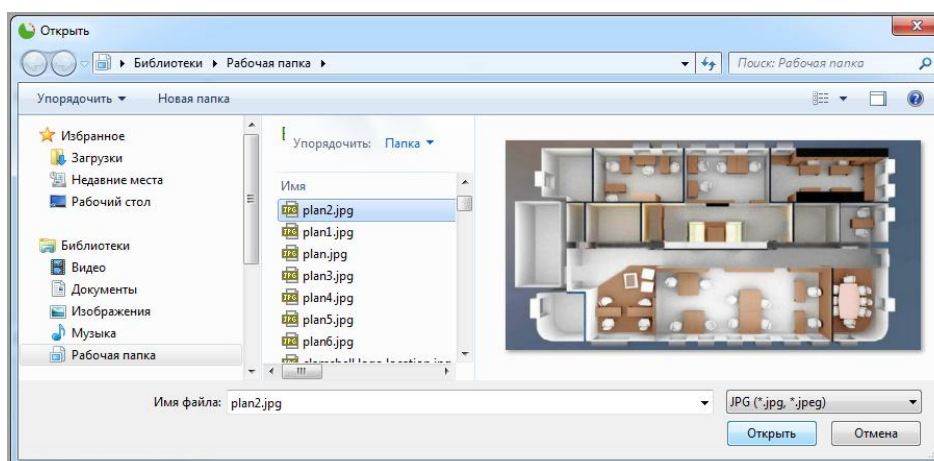 Открыть
Библиотеки ▸ Рабочая папка ▸
Поиск: Рабочая папка
Упорядочить ▾ Новая папка
Избранное
Загрузки
Недавние места
Рабочий стол
Библиотеки
Видео
Документы
Изображения
Музыка
Рабочая папка
Упорядочить: Папка ▾
Имя
plan2.jpg
plan1.jpg
plan.jpg
plan3.jpg
plan4.jpg
plan5.jpg
plan6.jpg
Имя файла: plan2.jpg
JPG (*.jpg, *.jpeg)
Открыть Отмена